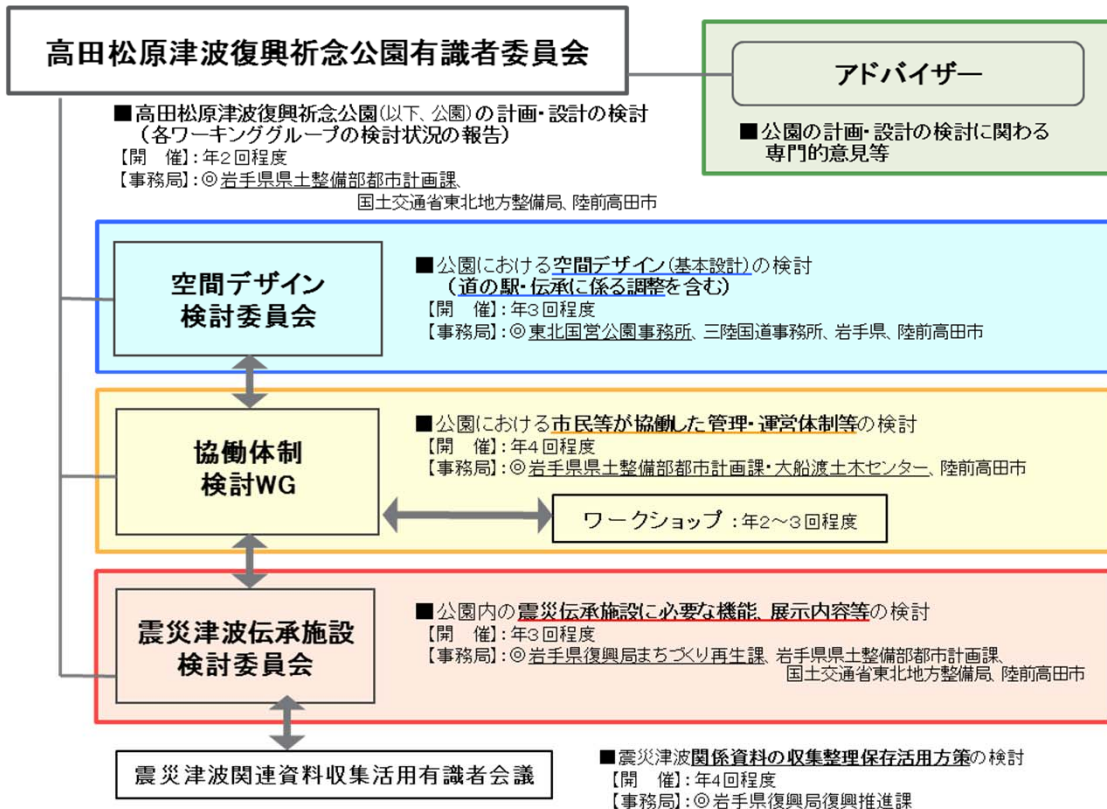 高田松原津波復興祈念公園有識者委員会
アドバイザー
■公園の計画・設計の検討に関わる
専門的意見等
■高田松原津波復興祈念公園(以下、公園)の計画・設計の検討
（各ワーキンググループの検討状況の報告）
【開　催】：年2回程度
【事務局】：◎岩手県県土整備部都市計画課、
国土交通省東北地方整備局、陸前高田市
空間デザイン
検討委員会
■公園における空間デザイン(基本設計)の検討
（道の駅・伝承に係る調整を含む）
【開　催】：年3回程度
【事務局】：◎東北国営公園事務所、三陸国道事務所、岩手県、陸前高田市
協働体制
検討WG
■公園における市民等が協働した管理・運営体制等の検討
【開　催】：年4回程度
【事務局】：◎岩手県県土整備部都市計画課・大船渡土木センター、陸前高田市
ワークショップ：年2～3回程度
震災津波伝承施設
検討委員会
■公園内の震災伝承施設に必要な機能、展示内容等の検討
【開　催】：年3回程度
【事務局】：◎岩手県復興局まちづくり再生課、岩手県県土整備部都市計画課、
国土交通省東北地方整備局、陸前高田市
震災津波関連資料収集活用有識者会議
■震災津波関係資料の収集整理保存活用方策の検討
【開　催】：年4回程度
【事務局】：◎岩手県復興局復興推進課